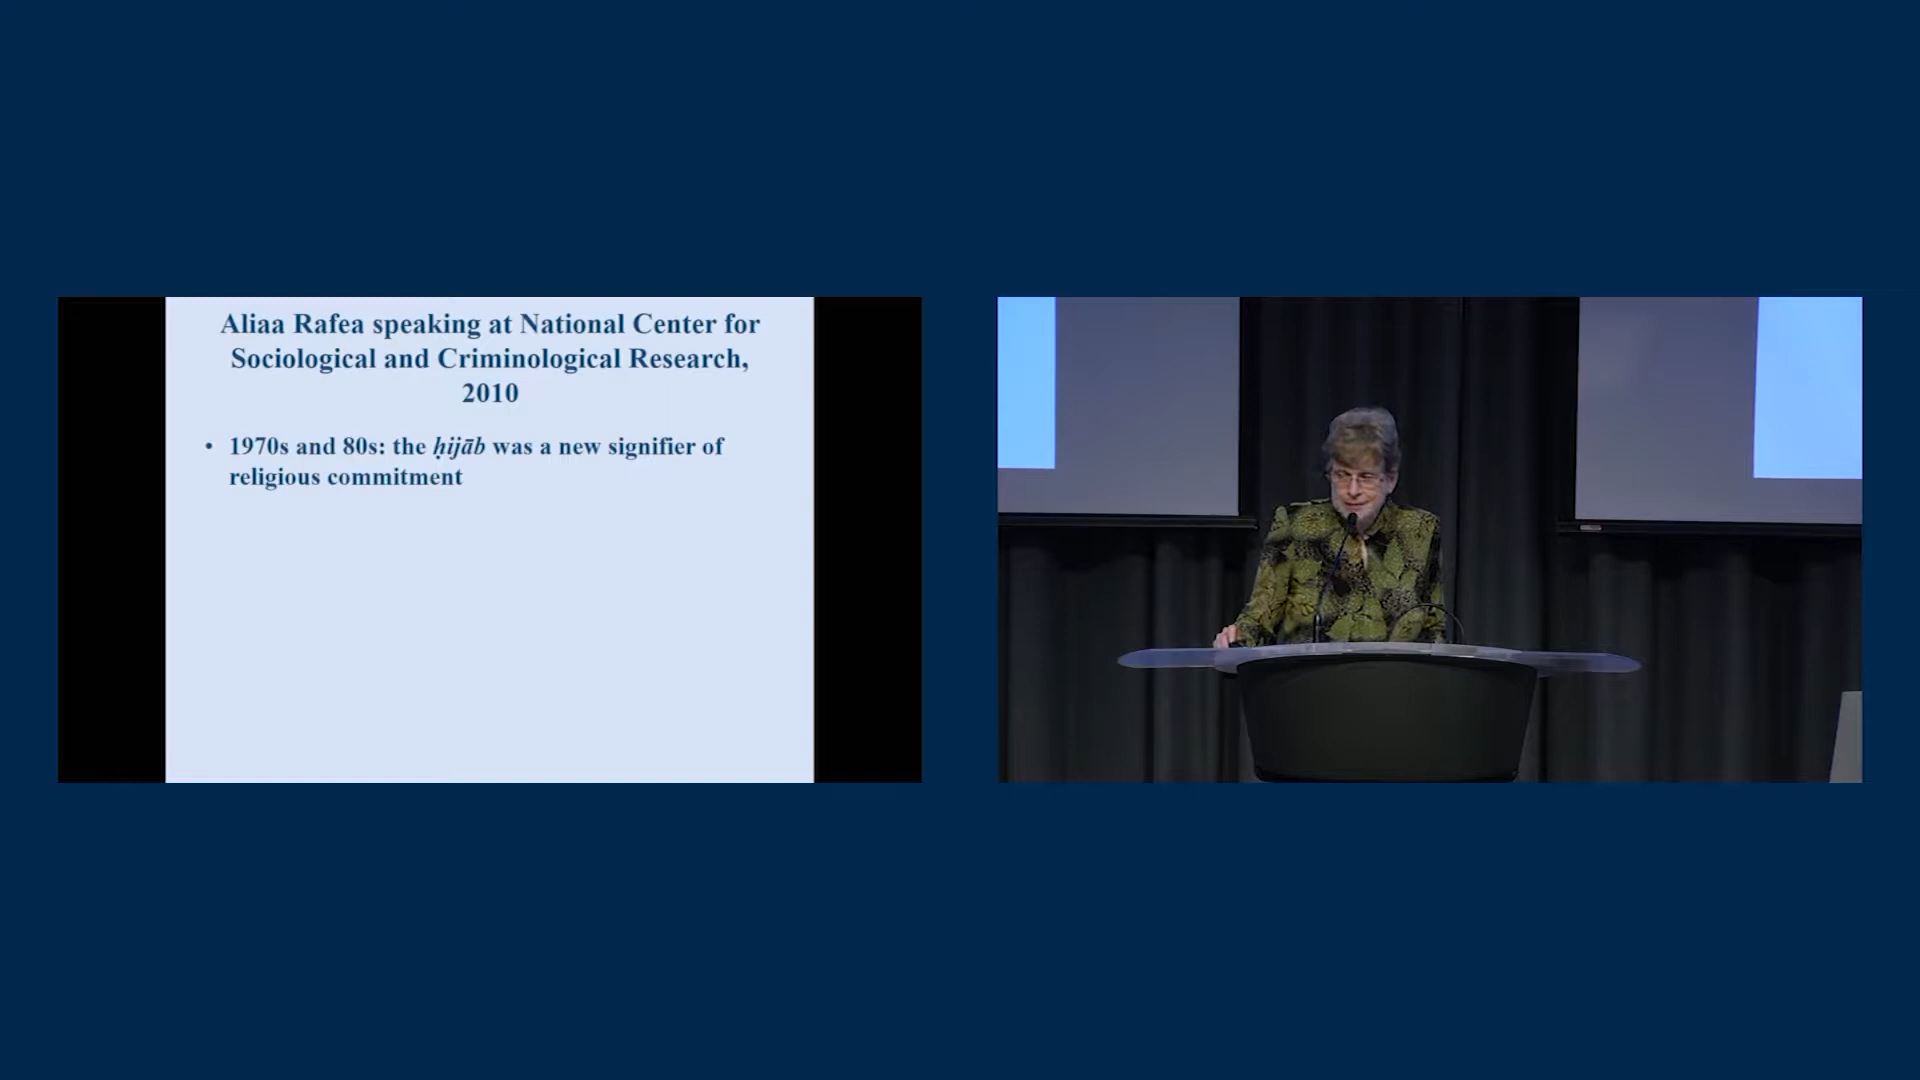 Aliaa Rafea speaking at National Center for
Sociological and Criminological Research,
2010
• 1970s and 80s: the ḥijāb was a new signifier of
religious commitment